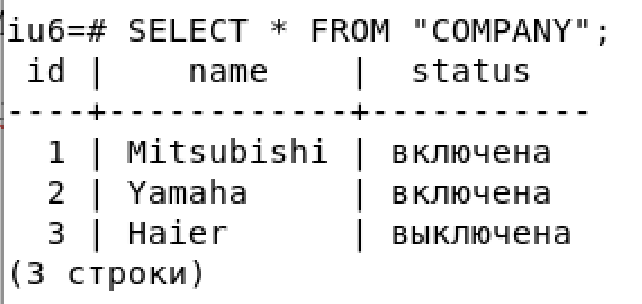 iu6=# SELECT * FROM "COMPANY";
 id |    name    |  status
----+------------+-----------
  1 | Mitsubishi | включена
  2 | Yamaha     | включена
  3 | Haier      | выключена
(3 строки)